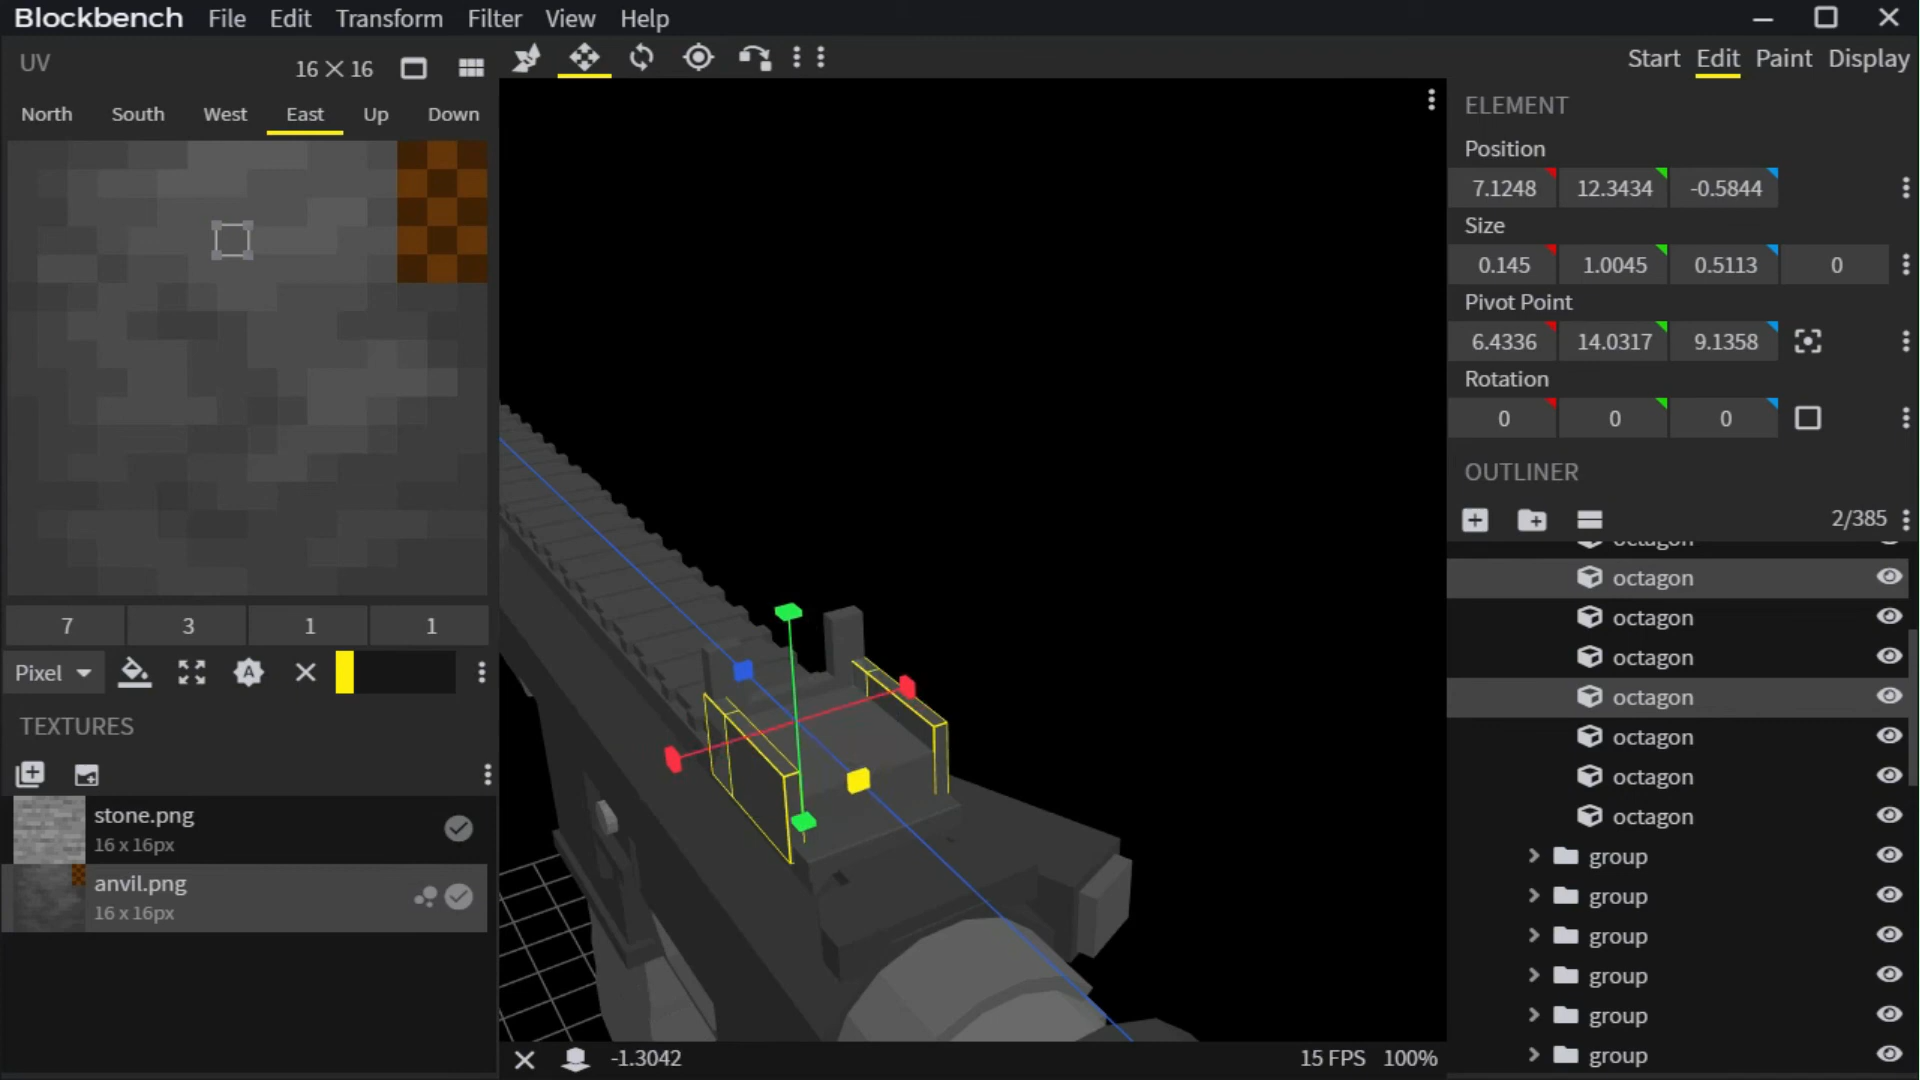 Blockbench File Edit Transform Filter View Help
UV
16 × 16
Start Edit Paint Display
North South West East Up Down
ELEMENT
Position
7.1248 12.3434 -0.5844
Size
0.145 1.0045 0.5113 0
Pivot Point
6.4336 14.0317 9.1358
Rotation
0 0 0
OUTLINER
2/385
octagon
octagon
octagon
octagon
octagon
octagon
octagon
octagon
group
group
group
group
group
group
7 3 1 1
Pixel
A
TEXTURES
stone.png
16 x 16px
anvil.png
16 x 16px
-1.3042
15 FPS 100%